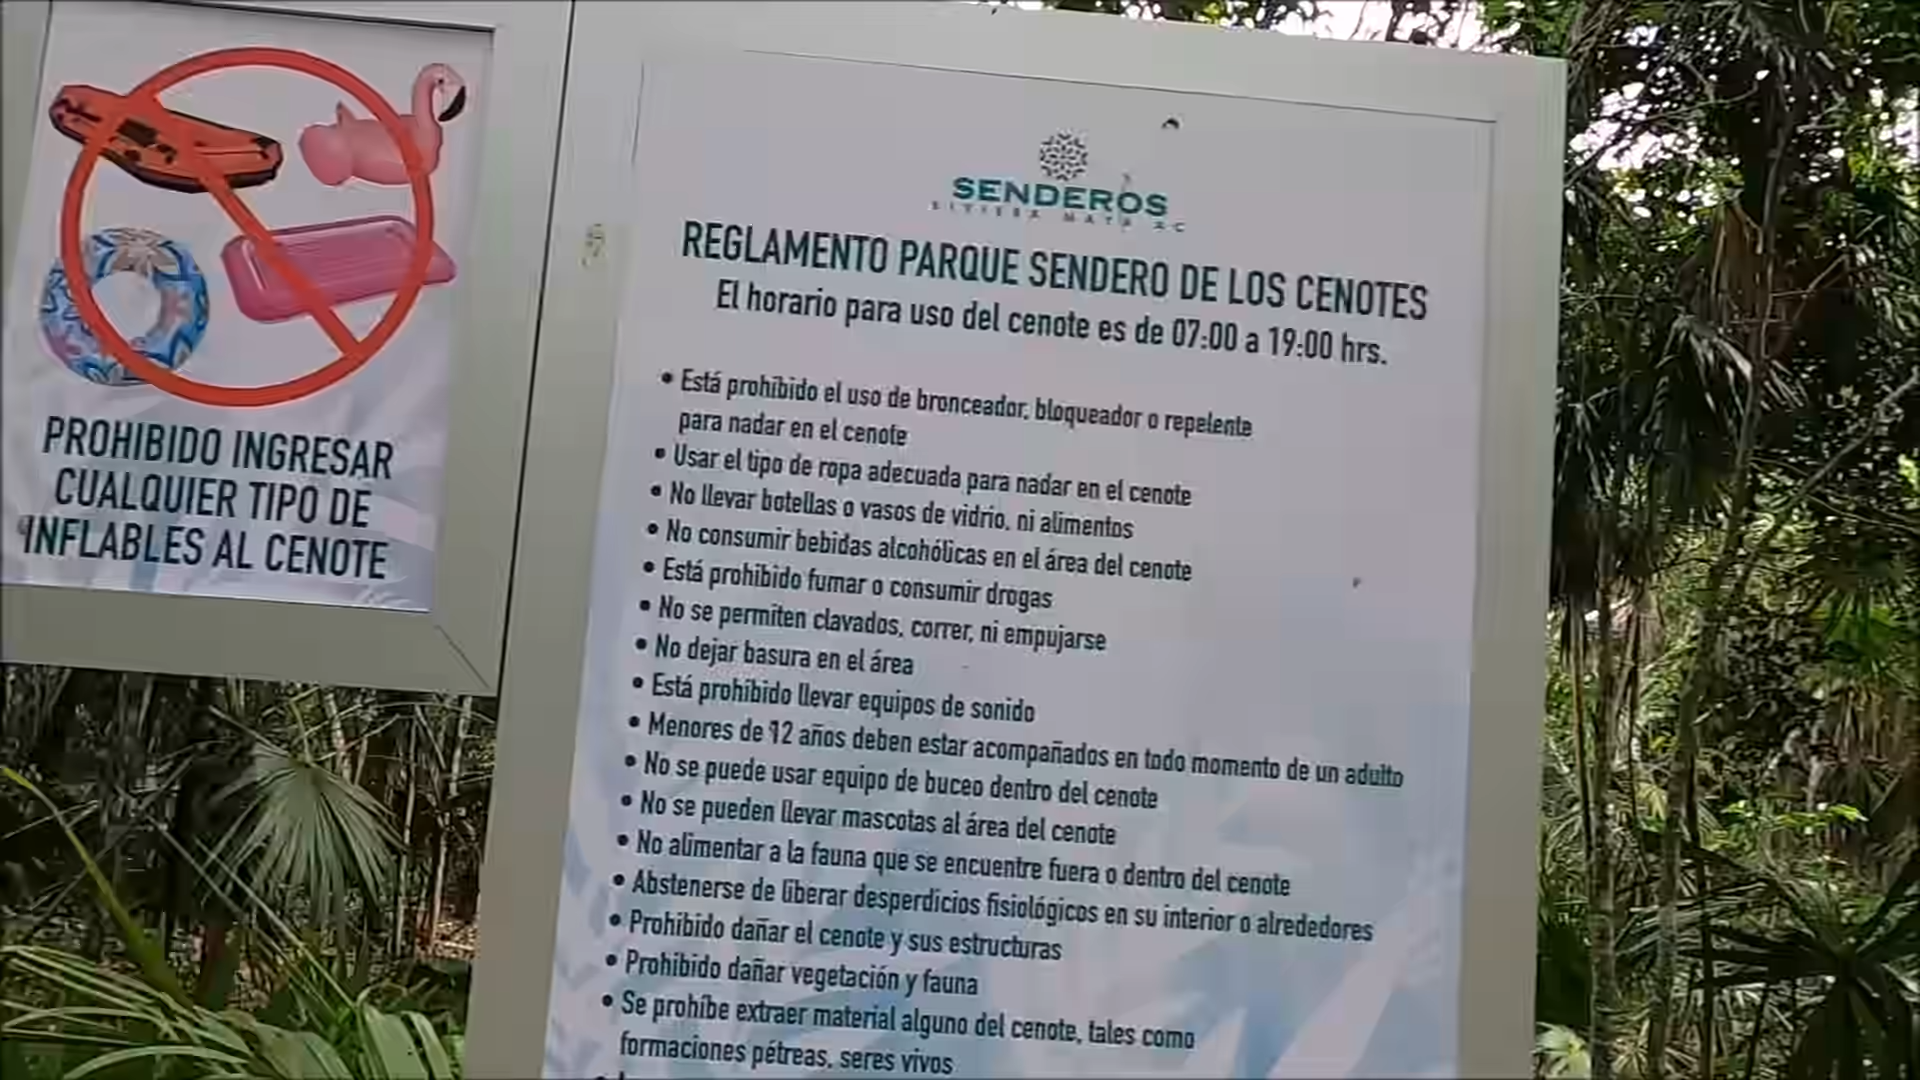 PROHIBIDO INGRESAR
CUALQUIER TIPO DE
INFLABLES AL CENOTE
SENDEROS
REGLAMENTO PARQUE SENDERO DE LOS CENOTES
El horario para uso del cenote es de 07:00 a 19:00 hrs.
• Está prohibido el uso de bronceador, bloqueador o repelente
para nadar en el cenote
• Usar el tipo de ropa adecuada para nadar en el cenote
• No llevar botellas o vasos de vidrio, ni alimentos
• No consumir bebidas alcohólicas en el área del cenote
• Está prohibido fumar o consumir drogas
• No se permiten clavados, correr, ni empujarse
• No dejar basura en el área
• Está prohibido llevar equipos de sonido
• Menores de 12 años deben estar acompañados en todo momento de un adulto
• No se puede usar equipo de buceo dentro del cenote
• No se pueden llevar mascotas al área del cenote
• No alimentar a la fauna que se encuentre fuera o dentro del cenote
• Abstenerse de liberar desperdicios fisiológicos en su interior o alrededores
• Prohibido dañar el cenote y sus estructuras
• Prohibido dañar vegetación y fauna
• Se prohíbe extraer material alguno del cenote, tales como
formaciones pétreas, seres vivos